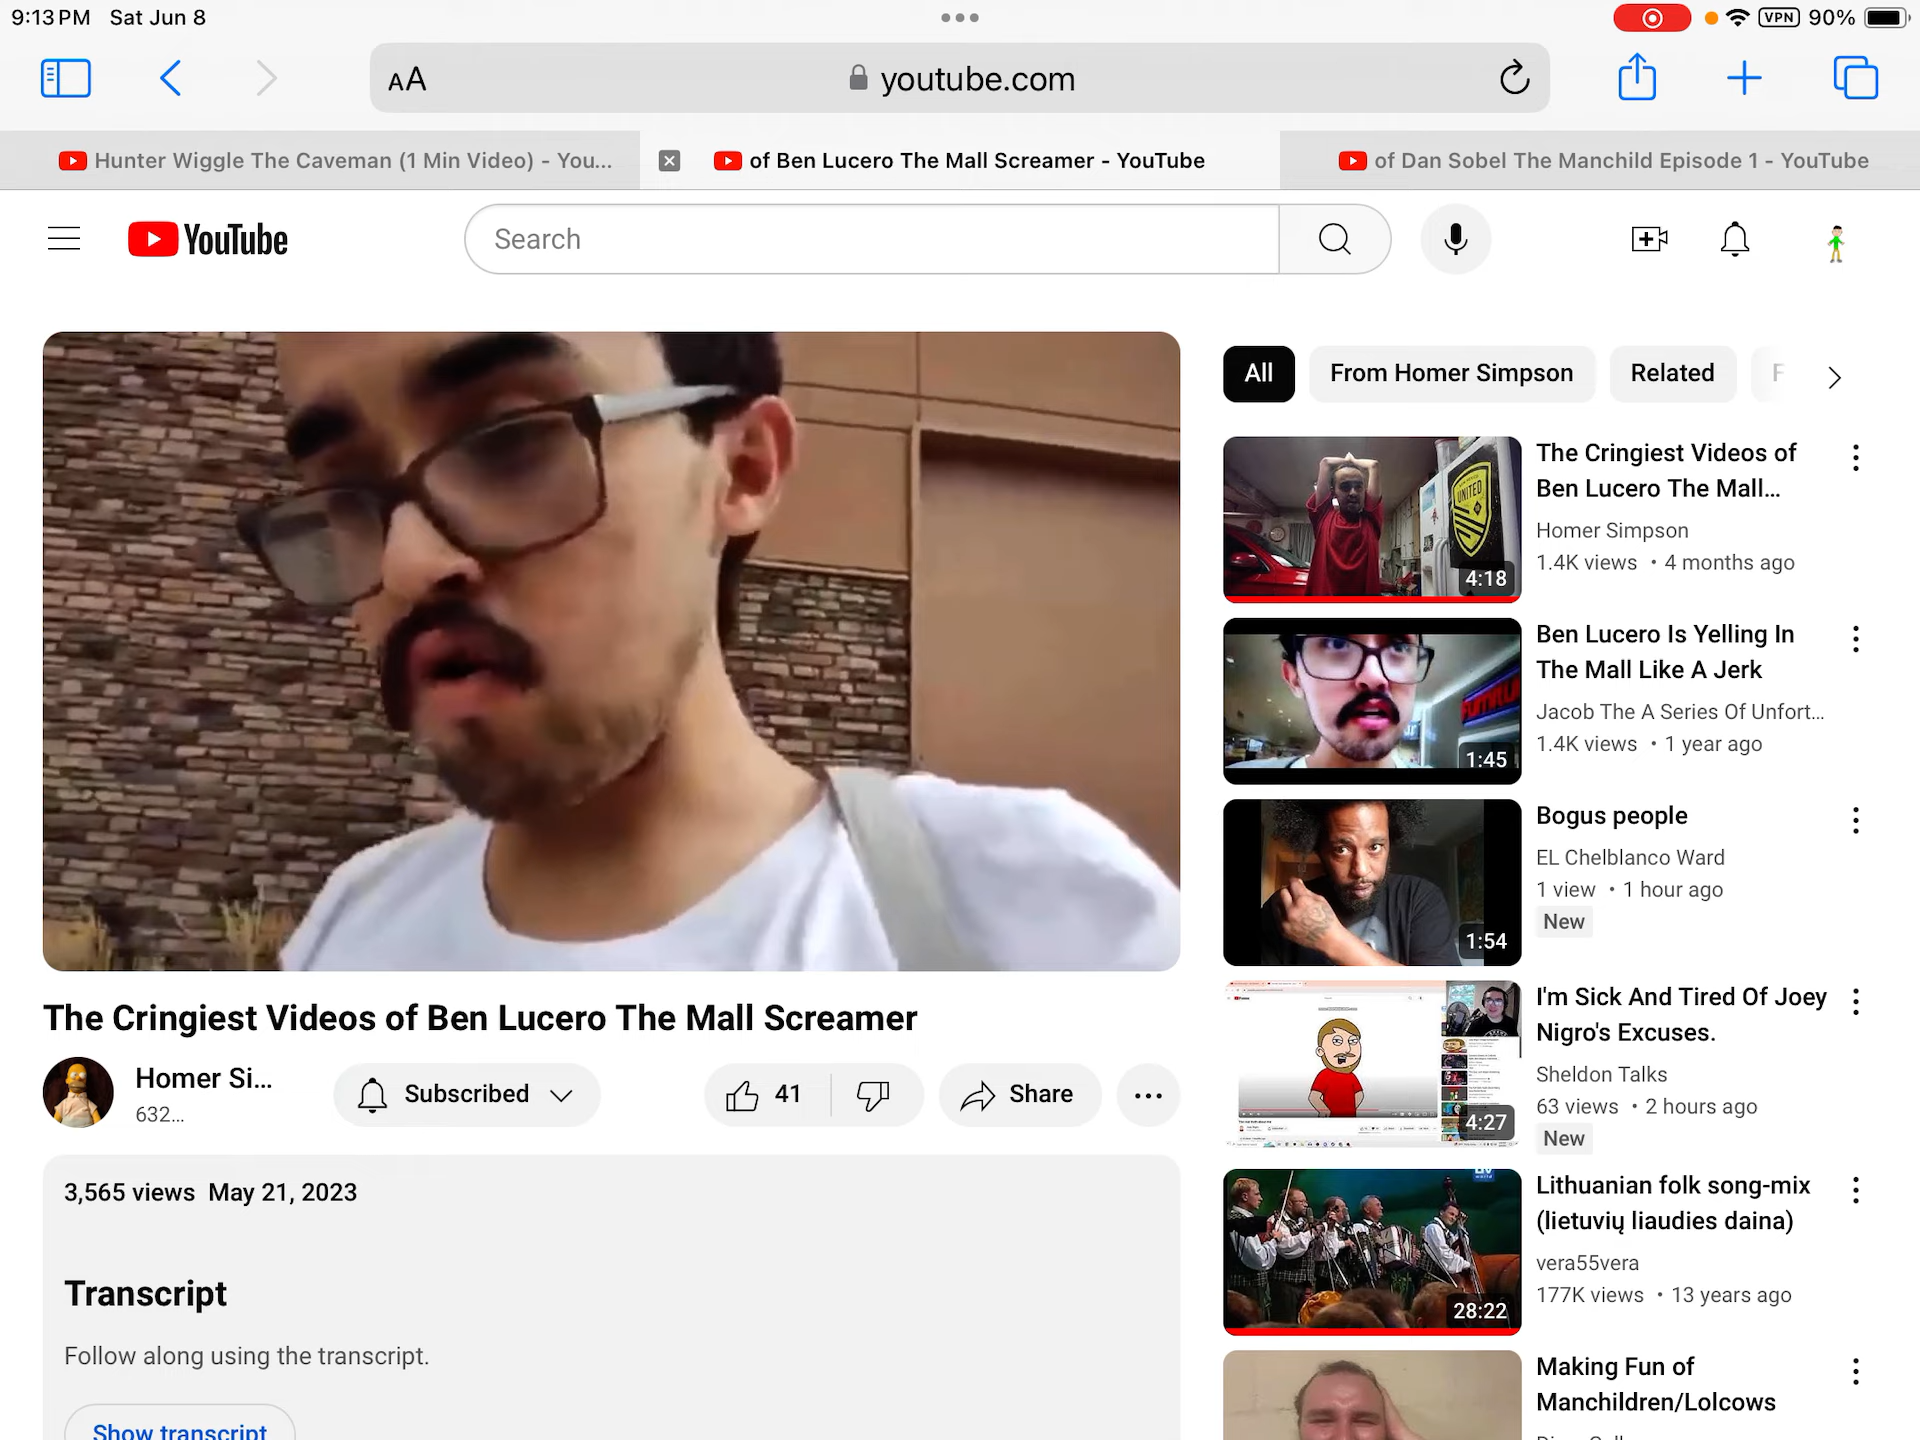 9:13 PM Sat Jun 8
VPN 90%
AA
youtube.com
Hunter Wiggle The Caveman (1 Min Video) - You...
of Ben Lucero The Mall Screamer - YouTube
of Dan Sobel The Manchild Episode 1 - YouTube
YouTube
Search
All
From Homer Simpson
Related
The Cringiest Videos of
Ben Lucero The Mall...
Homer Simpson
1.4K views • 4 months ago
UNITED
4:18
Ben Lucero Is Yelling In
The Mall Like A Jerk
Jacob The A Series Of Unfort...
1.4K views • 1 year ago
1:45
Bogus people
EL Chelblanco Ward
1 view • 1 hour ago
New
1:54
I'm Sick And Tired Of Joey
Nigro's Excuses.
Sheldon Talks
63 views • 2 hours ago
New
4:27
Lithuanian folk song-mix
(lietuvių liaudies daina)
vera55vera
177K views • 13 years ago
28:22
Making Fun of
Manchildren/Lolcows
The Cringiest Videos of Ben Lucero The Mall Screamer
Homer Si...
632...
Subscribed
41
Share
3,565 views May 21, 2023
Transcript
Follow along using the transcript.
Show transcript